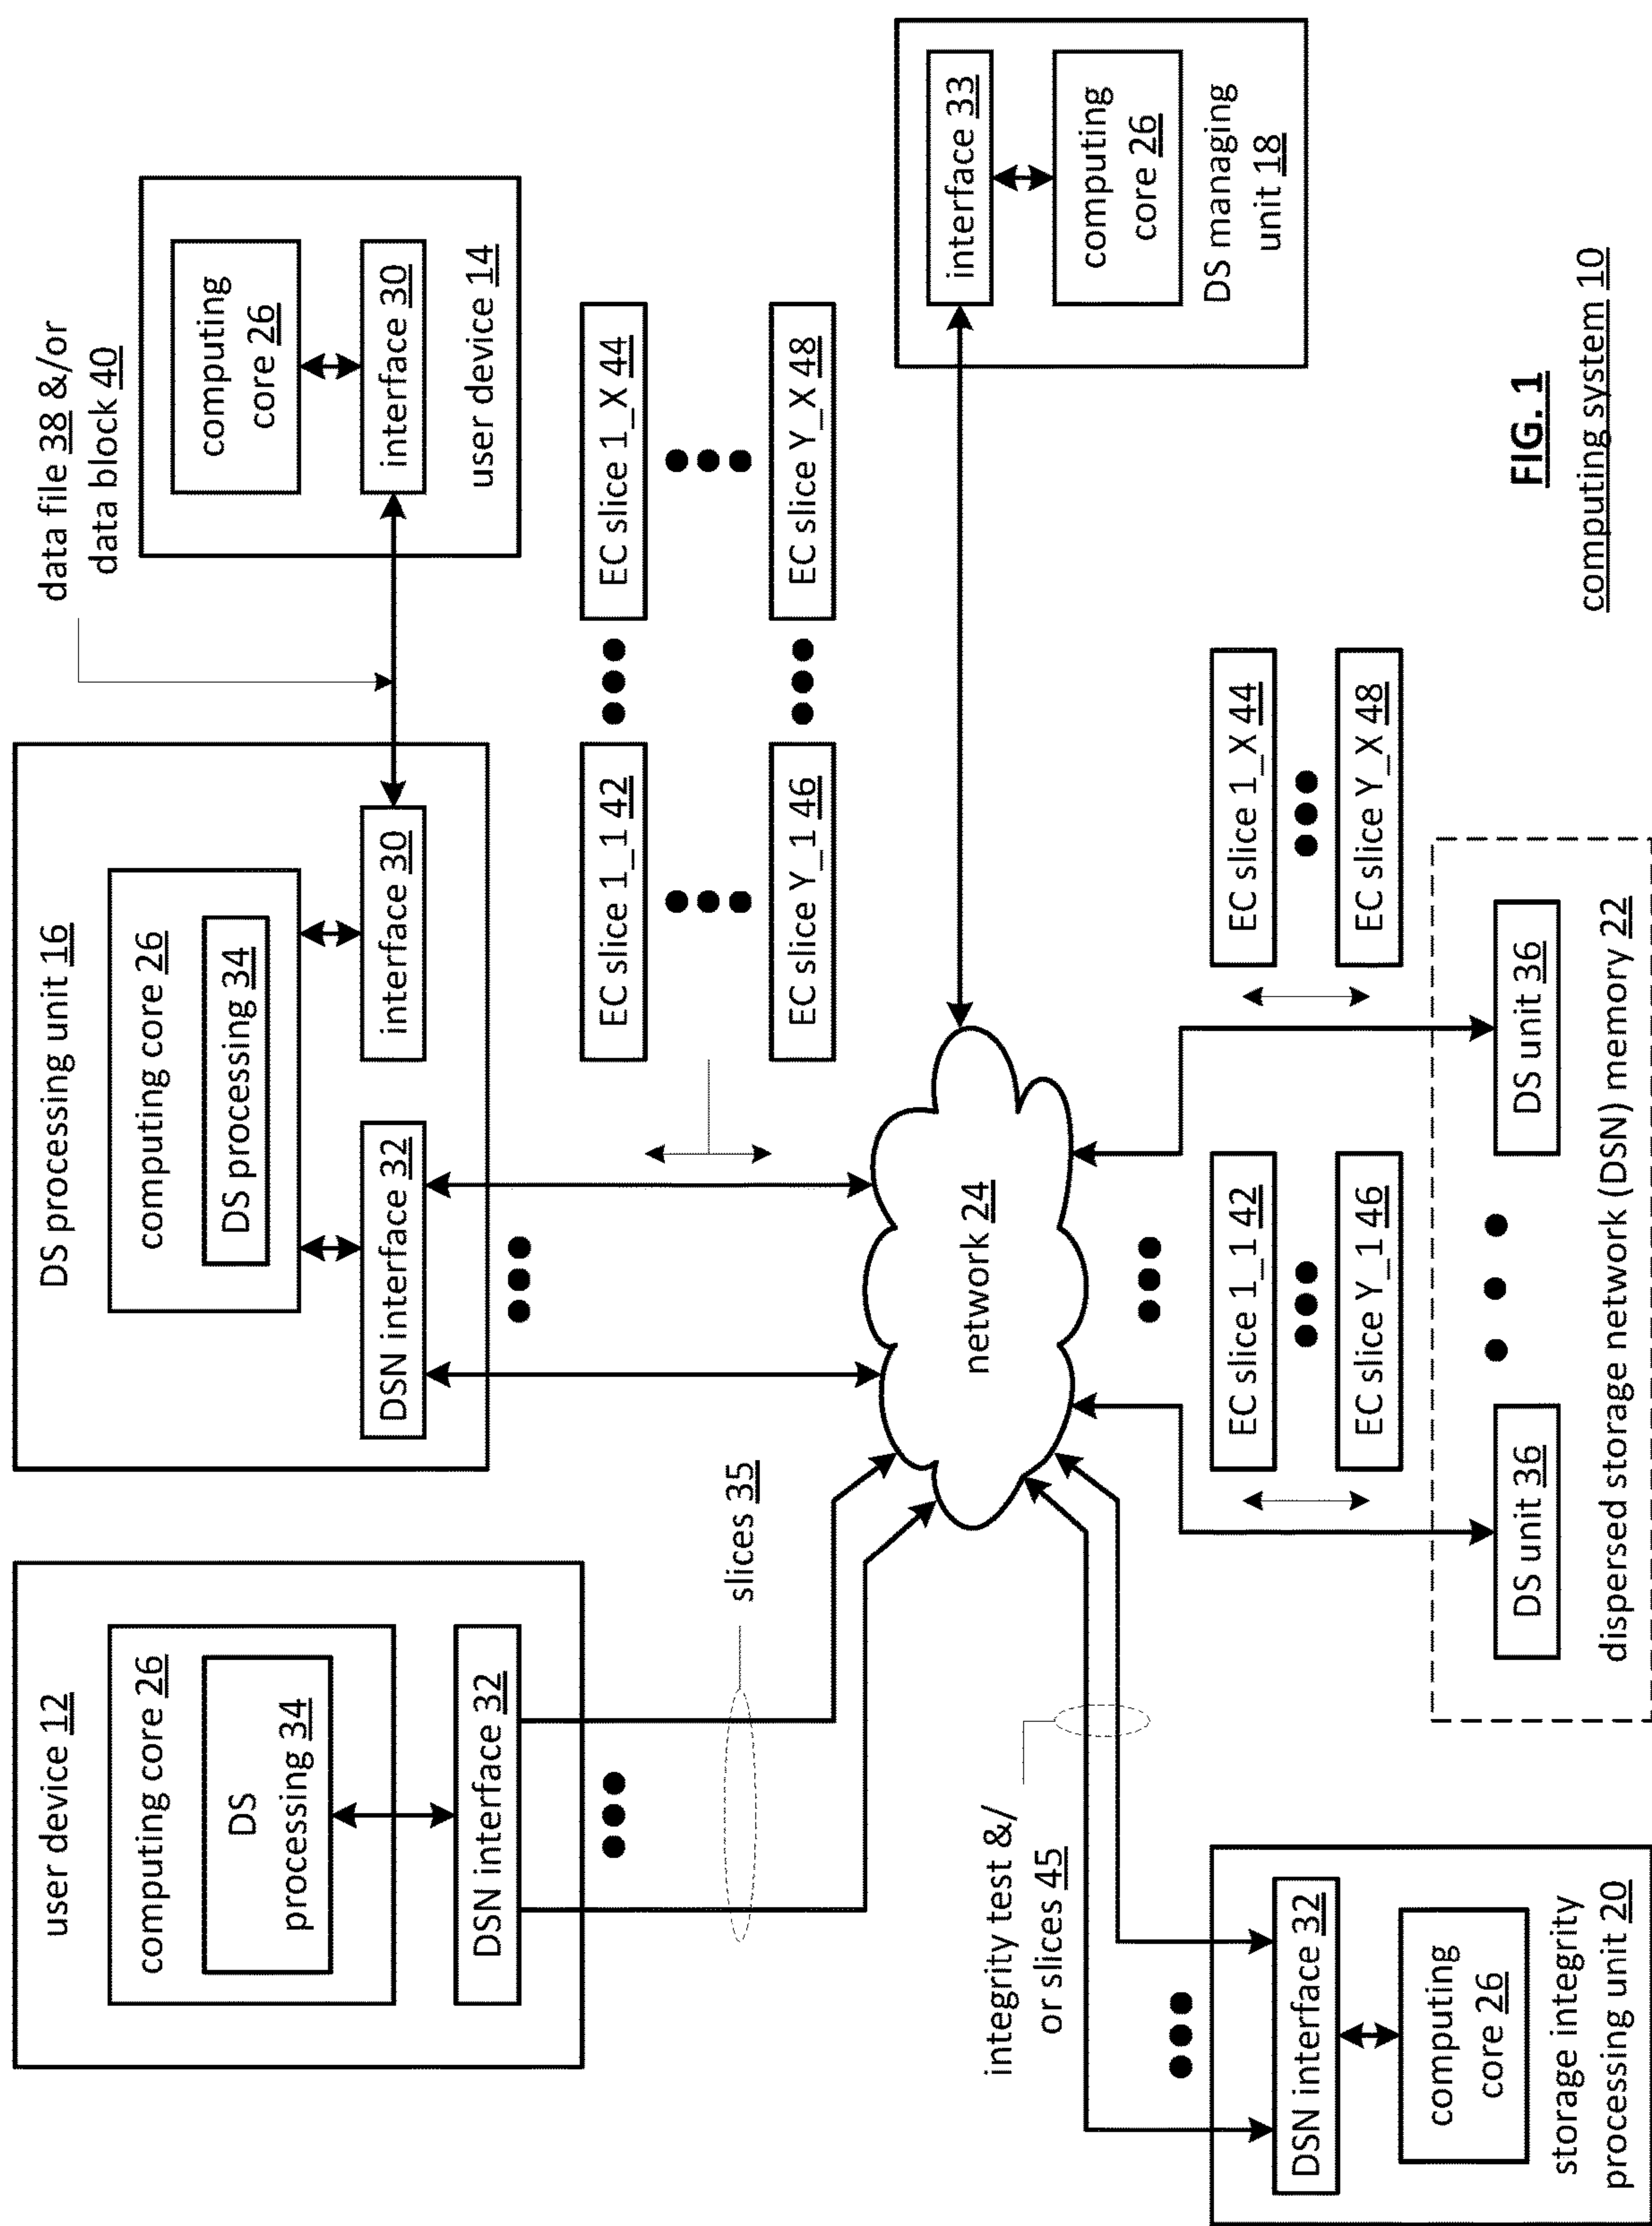 user device 12
computing core 26
DS
processing 34
DSN interface 32
DS processing unit 16
computing core 26
DS processing 34
DSN interface 32
interface 30
data file 38 &/or
data block 40
computing
core 26
interface 30
user device 14
slices 35
EC slice 1_1 42
EC slice 1_X 44
EC slice Y_1 46
EC slice Y_X 48
network 24
interface 33
computing
core 26
DS managing
unit 18
integrity test &/
or slices 45
DSN interface 32
computing
core 26
storage integrity
processing unit 20
EC slice 1_1 42
EC slice Y_1 46
EC slice 1_X 44
EC slice Y_X 48
DS unit 36
DS unit 36
dispersed storage network (DSN) memory 22
FIG. 1
computing system 10